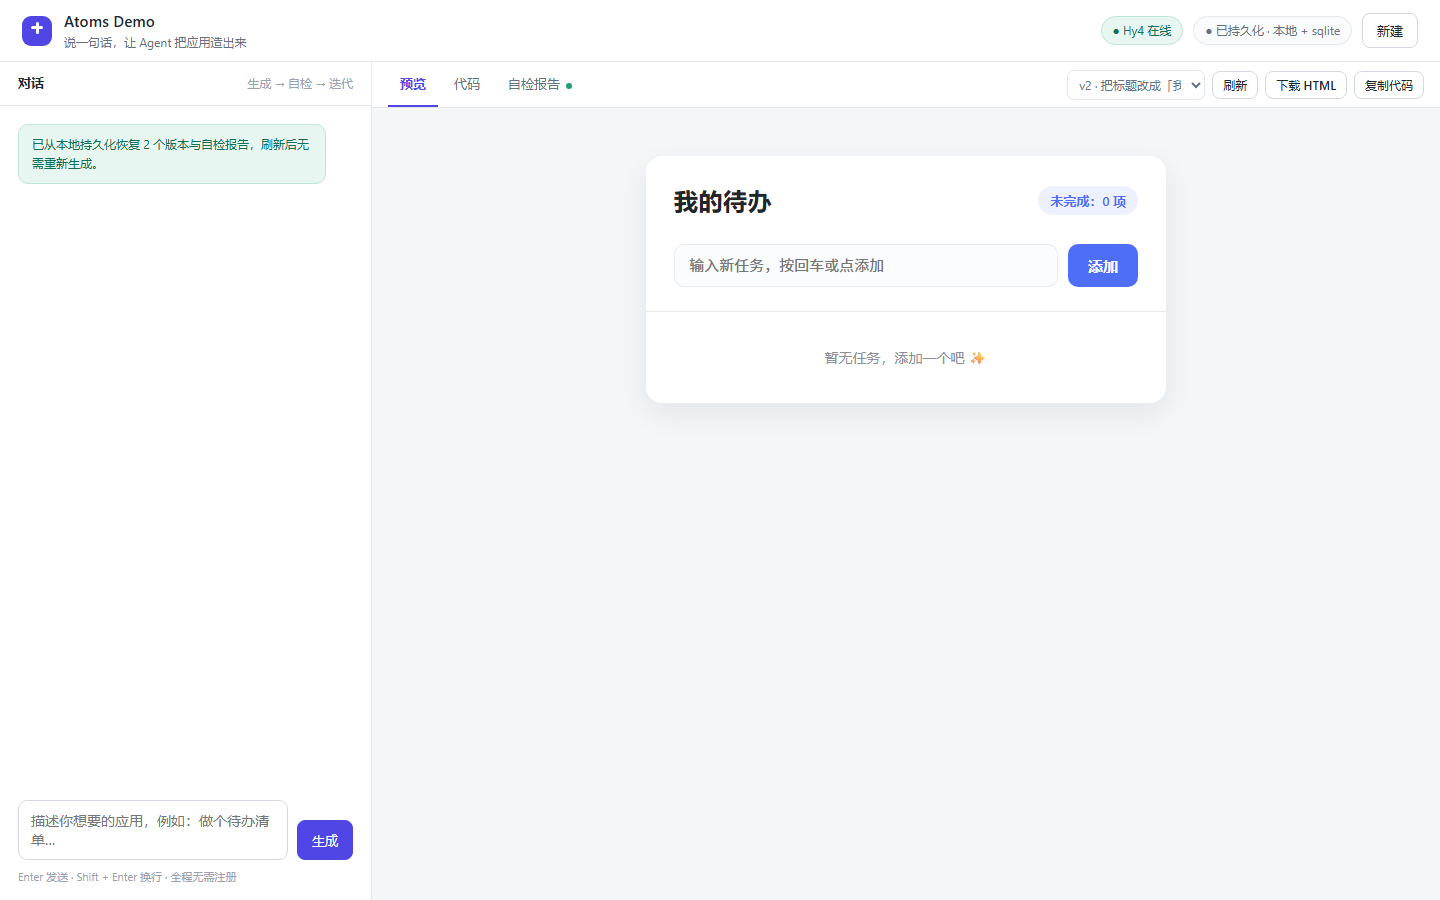 Atoms Demo
说一句话，让 Agent 把应用造出来
● Hy4 在线
● 已持久化 · 本地 + sqlite
新建
对话
生成 → 自检 → 迭代
预览
代码
自检报告
v2 · 把标题改成「我
刷新
下载 HTML
复制代码
已从本地持久化恢复 2 个版本与自检报告，刷新后无
需重新生成。
我的待办
未完成：0 项
输入新任务，按回车或点添加
添加
暂无任务，添加一个吧 ✨
描述你想要的应用，例如：做个待办清
单...
生成
Enter 发送 · Shift + Enter 换行 · 全程无需注册